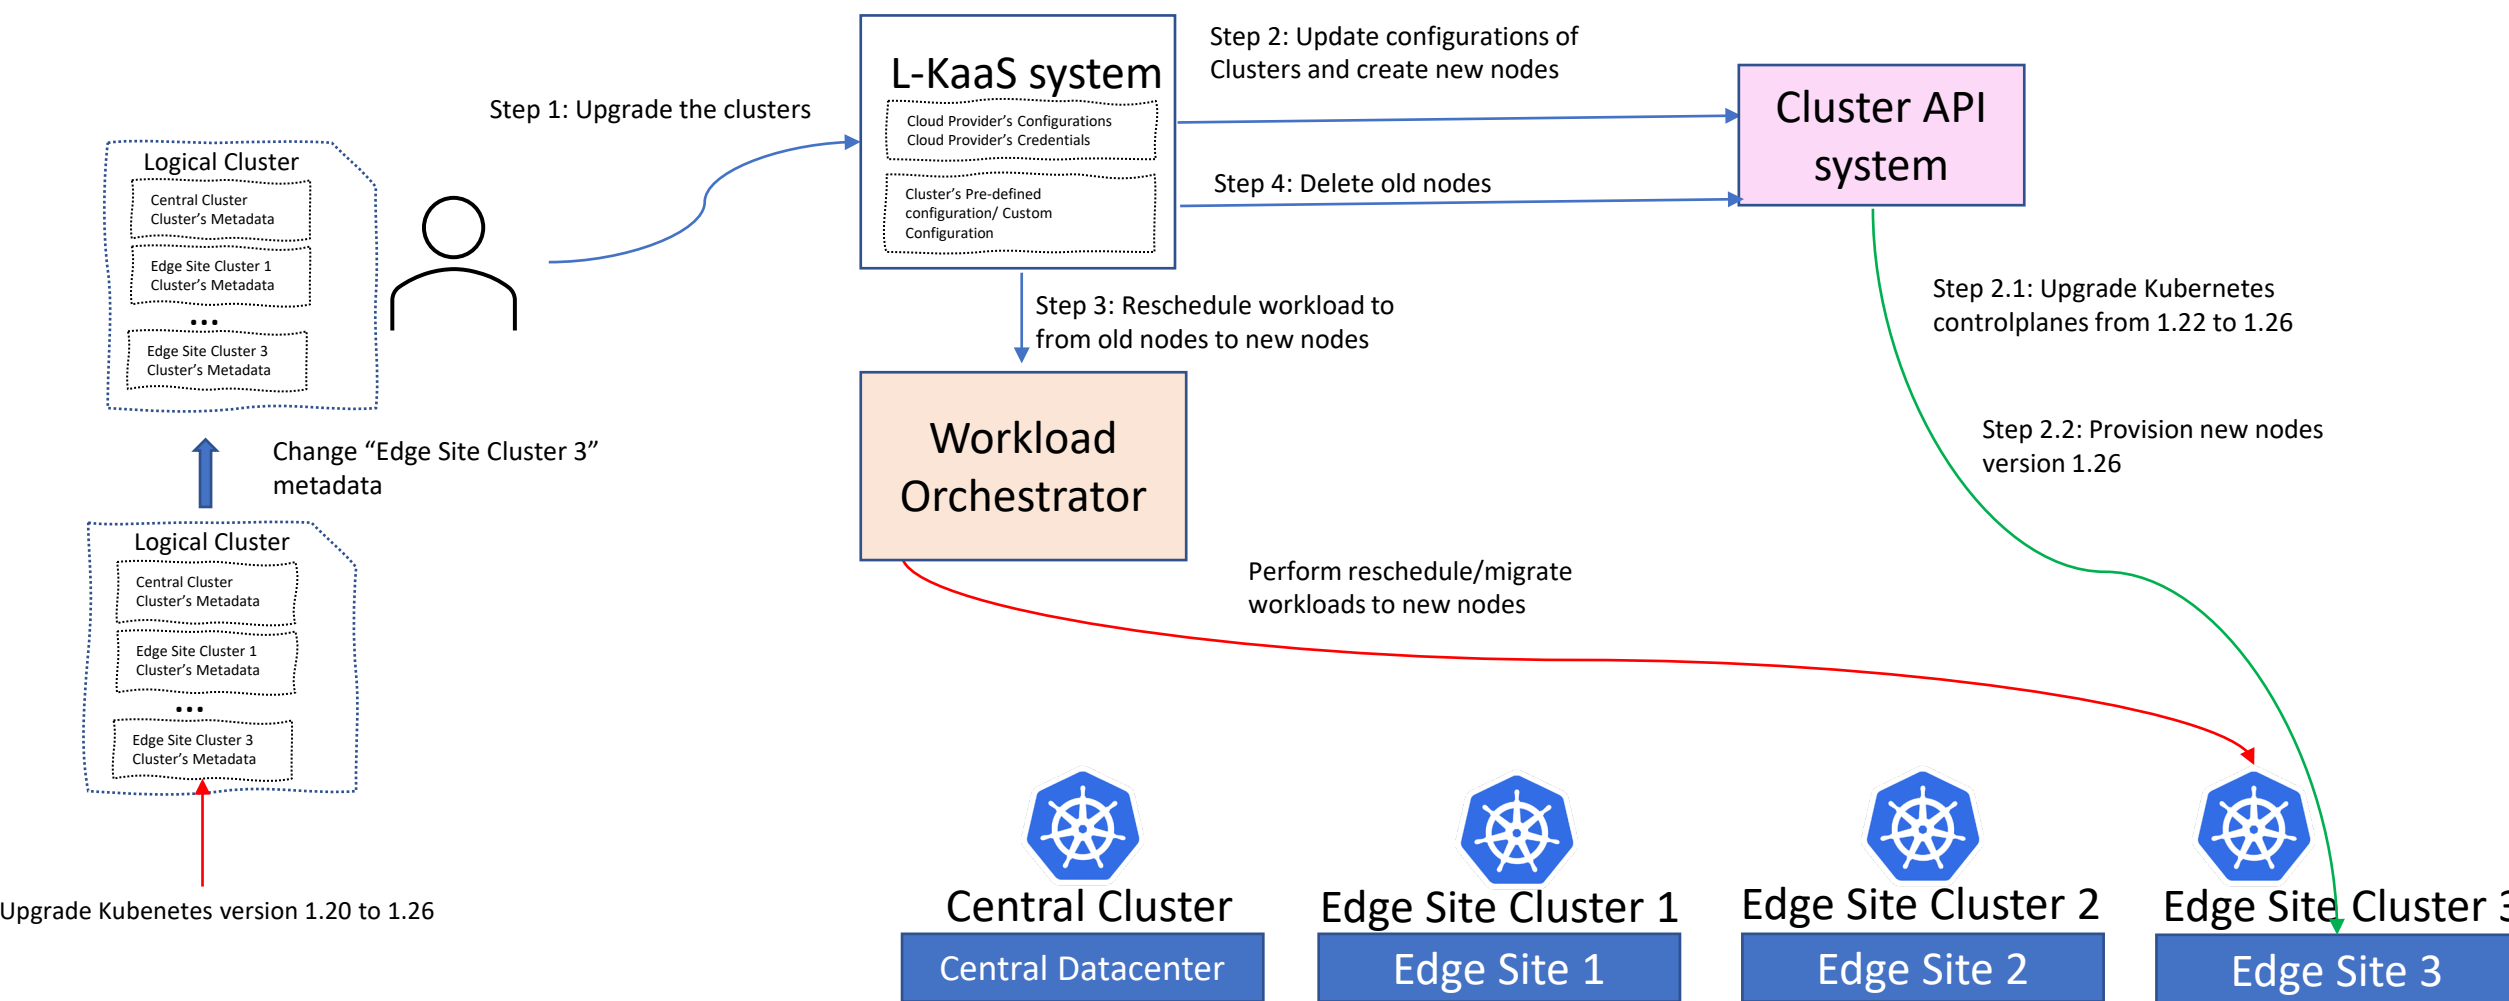 Step 2: Update configurations of
Clusters and create new nodes
L-KaaS system
Cloud Provider's Configurations
Cloud Provider's Credentials
Cluster's Pre-defined
configuration/ Custom
Configuration
Step 1: Upgrade the clusters
Cluster API
system
Step 4: Delete old nodes
Logical Cluster
Central Cluster
Cluster's Metadata
Edge Site Cluster 1
Cluster's Metadata
...
Edge Site Cluster 3
Cluster's Metadata
Step 3: Reschedule workload to
from old nodes to new nodes
Step 2.1: Upgrade Kubernetes
controlplanes from 1.22 to 1.26
Workload
Orchestrator
Step 2.2: Provision new nodes
version 1.26
Change “Edge Site Cluster 3”
metadata
Logical Cluster
Central Cluster
Cluster's Metadata
Edge Site Cluster 1
Cluster's Metadata
...
Edge Site Cluster 3
Cluster's Metadata
Perform reschedule/migrate
workloads to new nodes
Upgrade Kubenetes version 1.20 to 1.26
Central Cluster
Central Datacenter
Edge Site Cluster 1
Edge Site 1
Edge Site Cluster 2
Edge Site 2
Edge Site Cluster 3
Edge Site 3